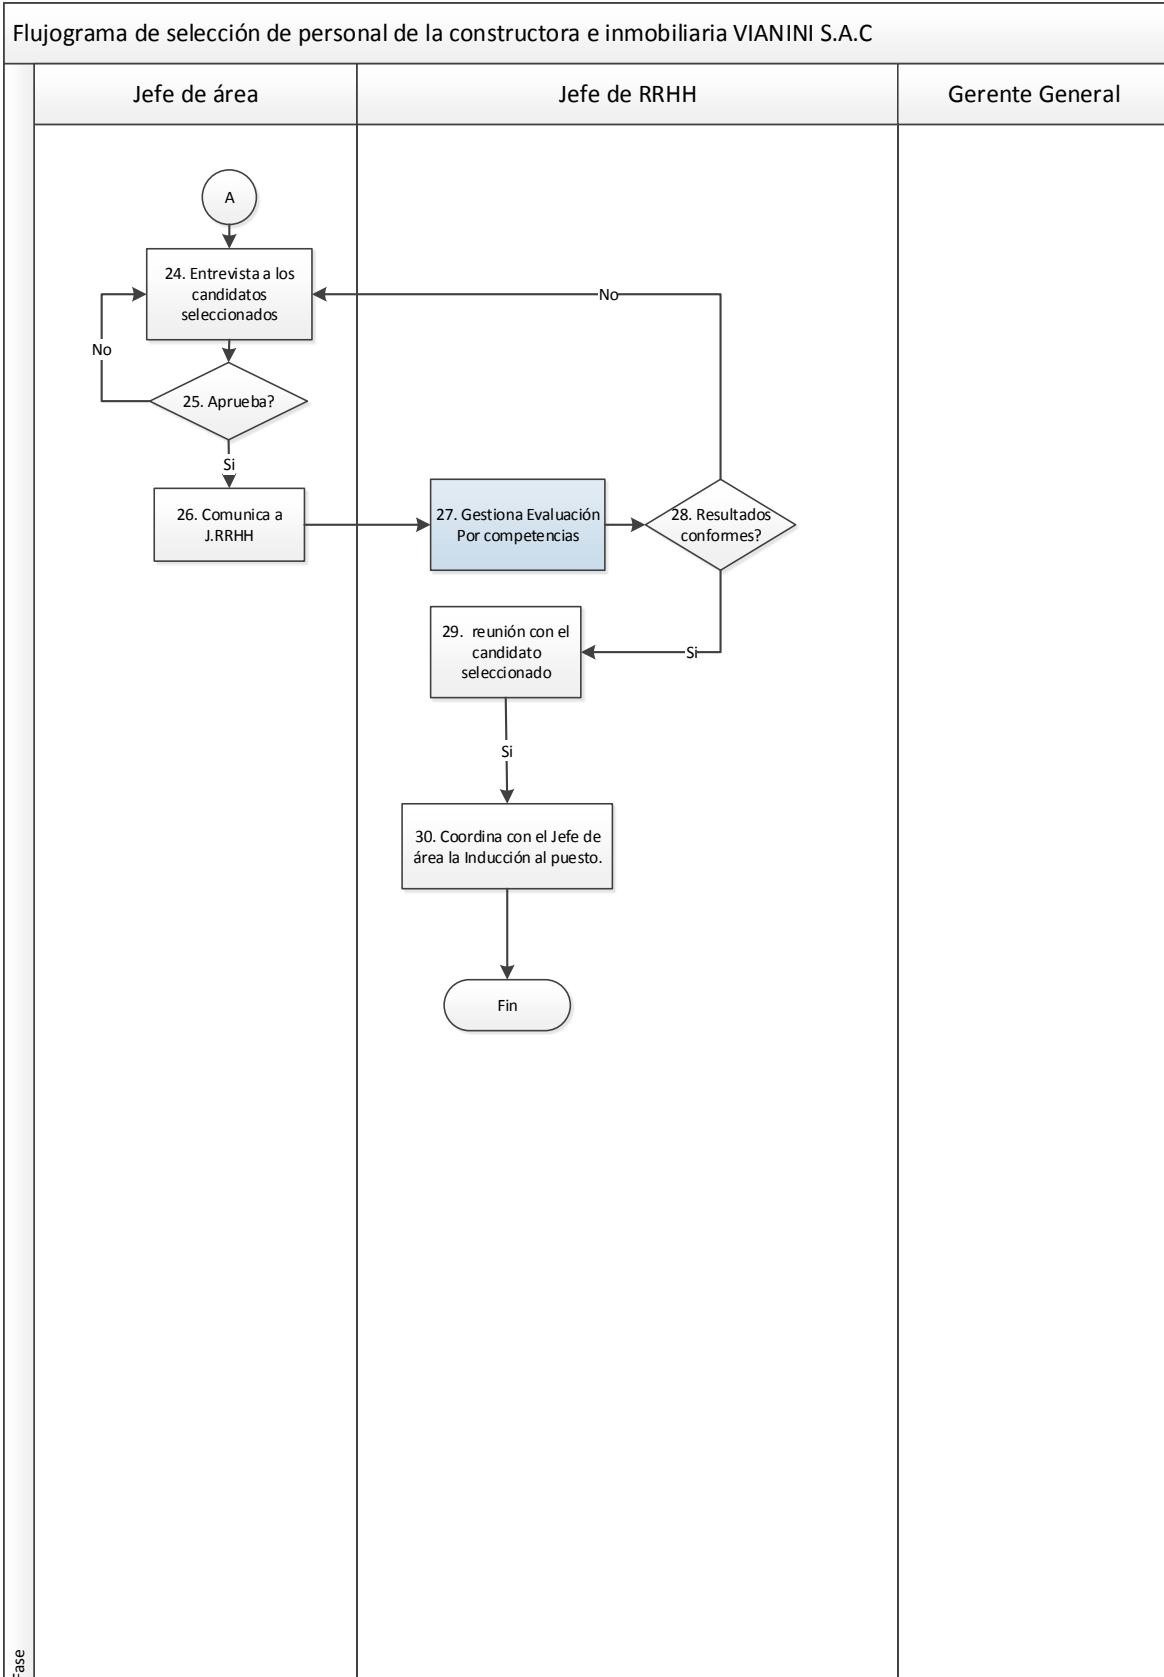 Flujograma de selección de personal de la constructora e inmobiliaria VIANINI S.A.C
Jefe de área
Jefe de RRHH
Gerente General
A
24. Entrevista a los
candidatos
seleccionados
No
No
25. Aprueba?
Si
26. Comunica a
J.RRHH
27. Gestiona Evaluación
Por competencias
28. Resultados
conformes?
29. reunión con el
candidato
seleccionado
Si
Si
30. Coordina con el Jefe de
área la Inducción al puesto.
Fin
Fase